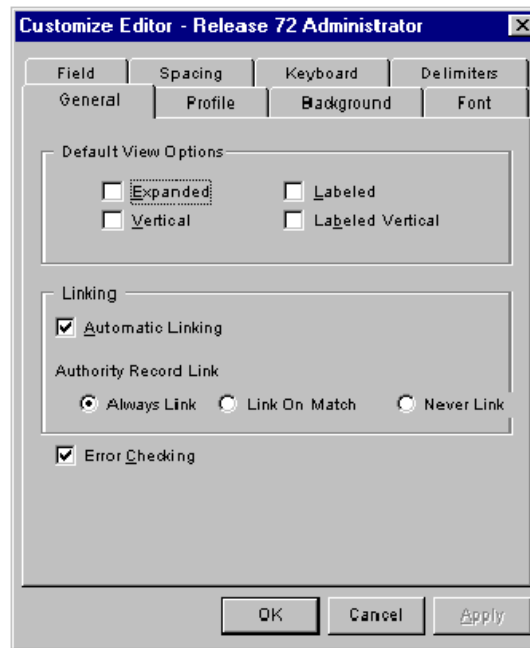 Customize Editor - Release 72 Administrator
Field Spacing Keyboard Delimiters
General Profile Background Font
Default View Options
Expanded Labeled
Vertical Labeled Vertical
Linking
Automatic Linking
Authority Record Link
Always Link Link On Match Never Link
Error Checking
OK Cancel Apply